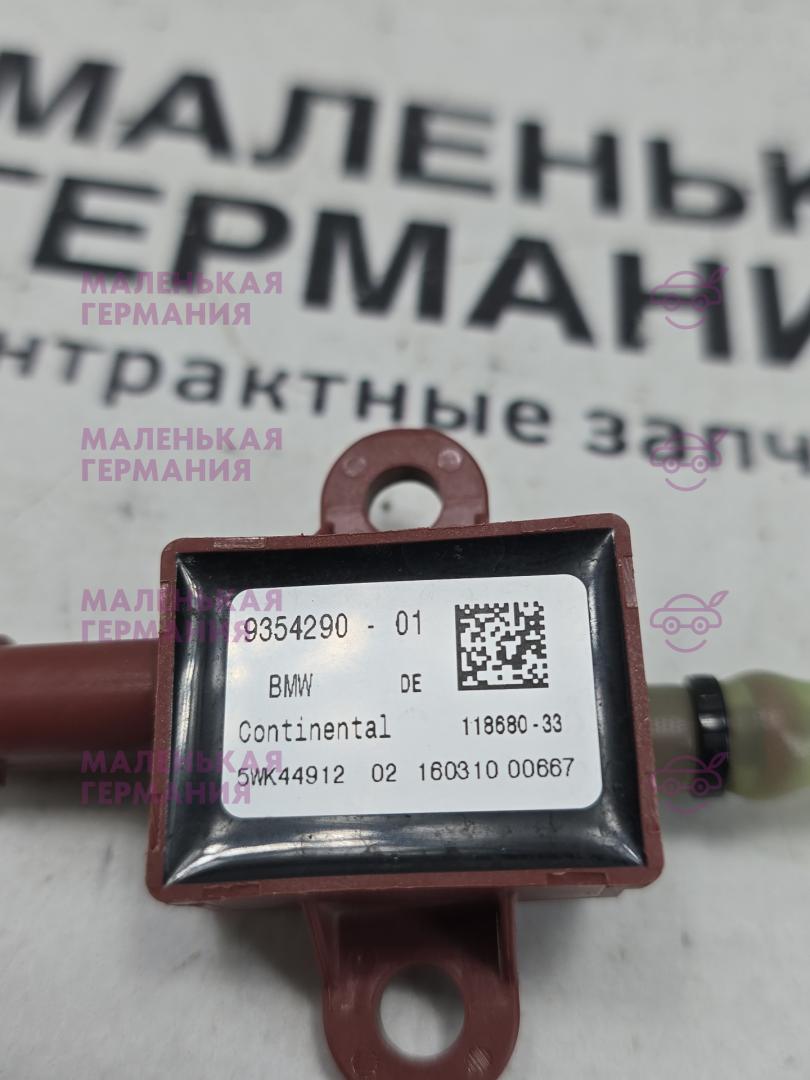 МАЛЕНЬК
ГЕРМАНИ
нтрактные запч
МАЛЕНЬКАЯ
ГЕРМАНИЯ
МАЛЕНЬКАЯ
ГЕРМАНИЯ
МАЛЕНЬКАЯ
ГЕРМАНИЯ
МАЛЕНЬКАЯ
ГЕРМАНИЯ
9354290 - 01
BMW DE
Continental 118680-33
5WK44912 02 160310 00667